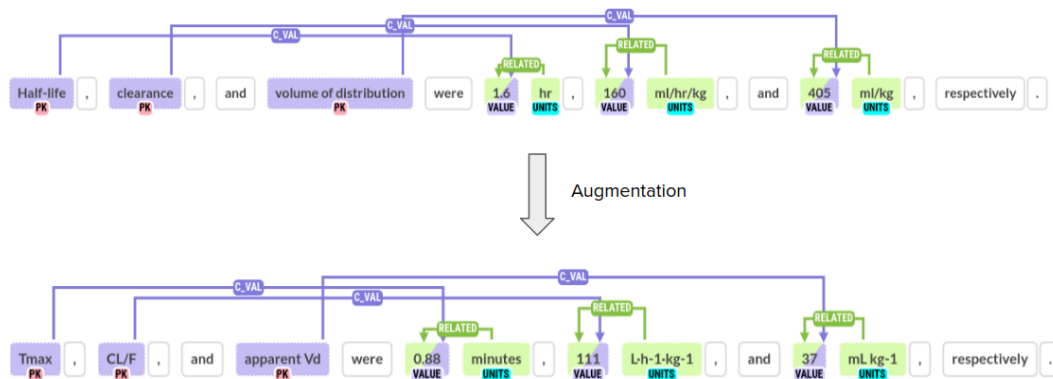 C_VAL
C_VAL
C_VAL
RELATED RELATED RELATED
Half-life , clearance , and volume of distribution were 1.6 hr , 160 ml/hr/kg , and 405 ml/kg , respectively .
PK PK PK VALUE UNITS VALUE UNITS VALUE UNITS
Augmentation
C_VAL
C_VAL
C_VAL
RELATED RELATED RELATED
Tmax , CL/F , and apparent Vd were 0.88 minutes , 111 L·h-1·kg-1 , and 37 mL kg-1 , respectively .
PK PK PK VALUE UNITS VALUE UNITS VALUE UNITS